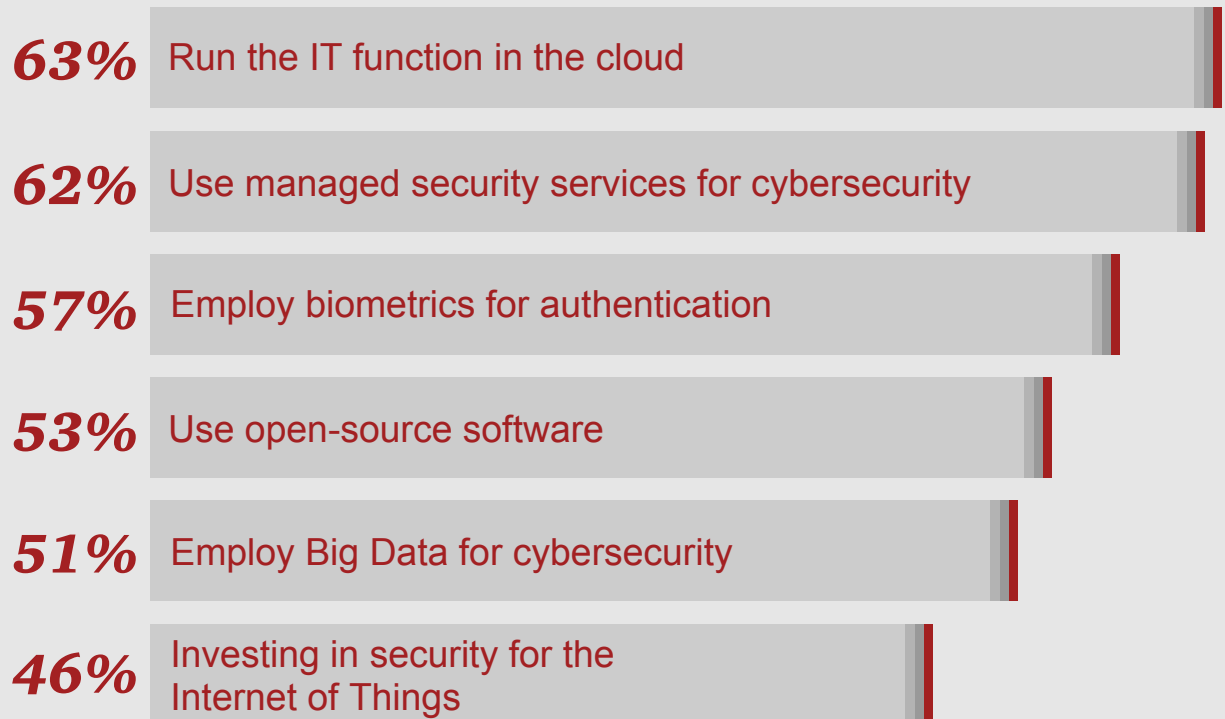 63% Run the IT function in the cloud
62% Use managed security services for cybersecurity
57% Employ biometrics for authentication
53% Use open-source software
51% Employ Big Data for cybersecurity
46% Investing in security for the
Internet of Things